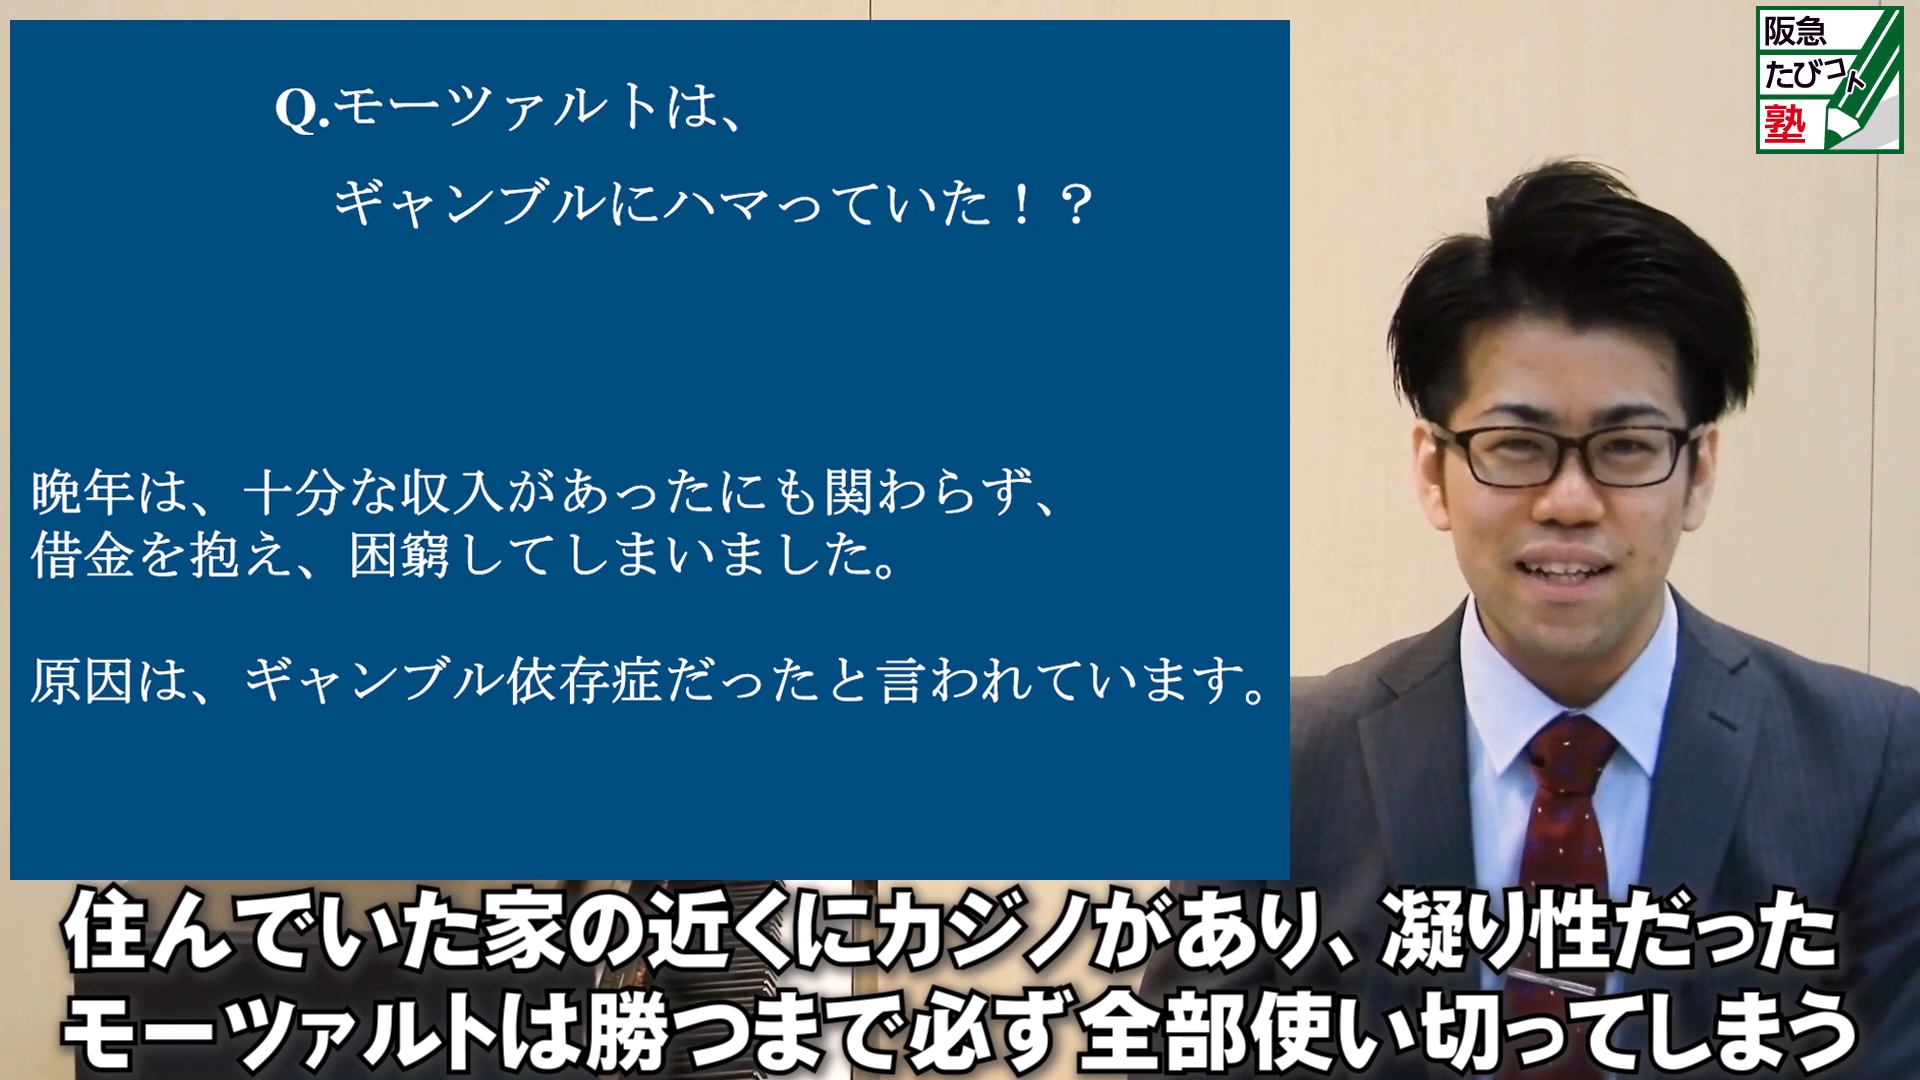 Q.モーツァルトは、
ギャンブルにハマっていた！？
晩年は、十分な収入があったにも関わらず、
借金を抱え、困窮してしまいました。
原因は、ギャンブル依存症だったと言われています。
阪急
たびコト
塾
住んでいた家の近くにカジノがあり、凝り性だった
モーツァルトは勝つまで必ず全部使い切ってしまう